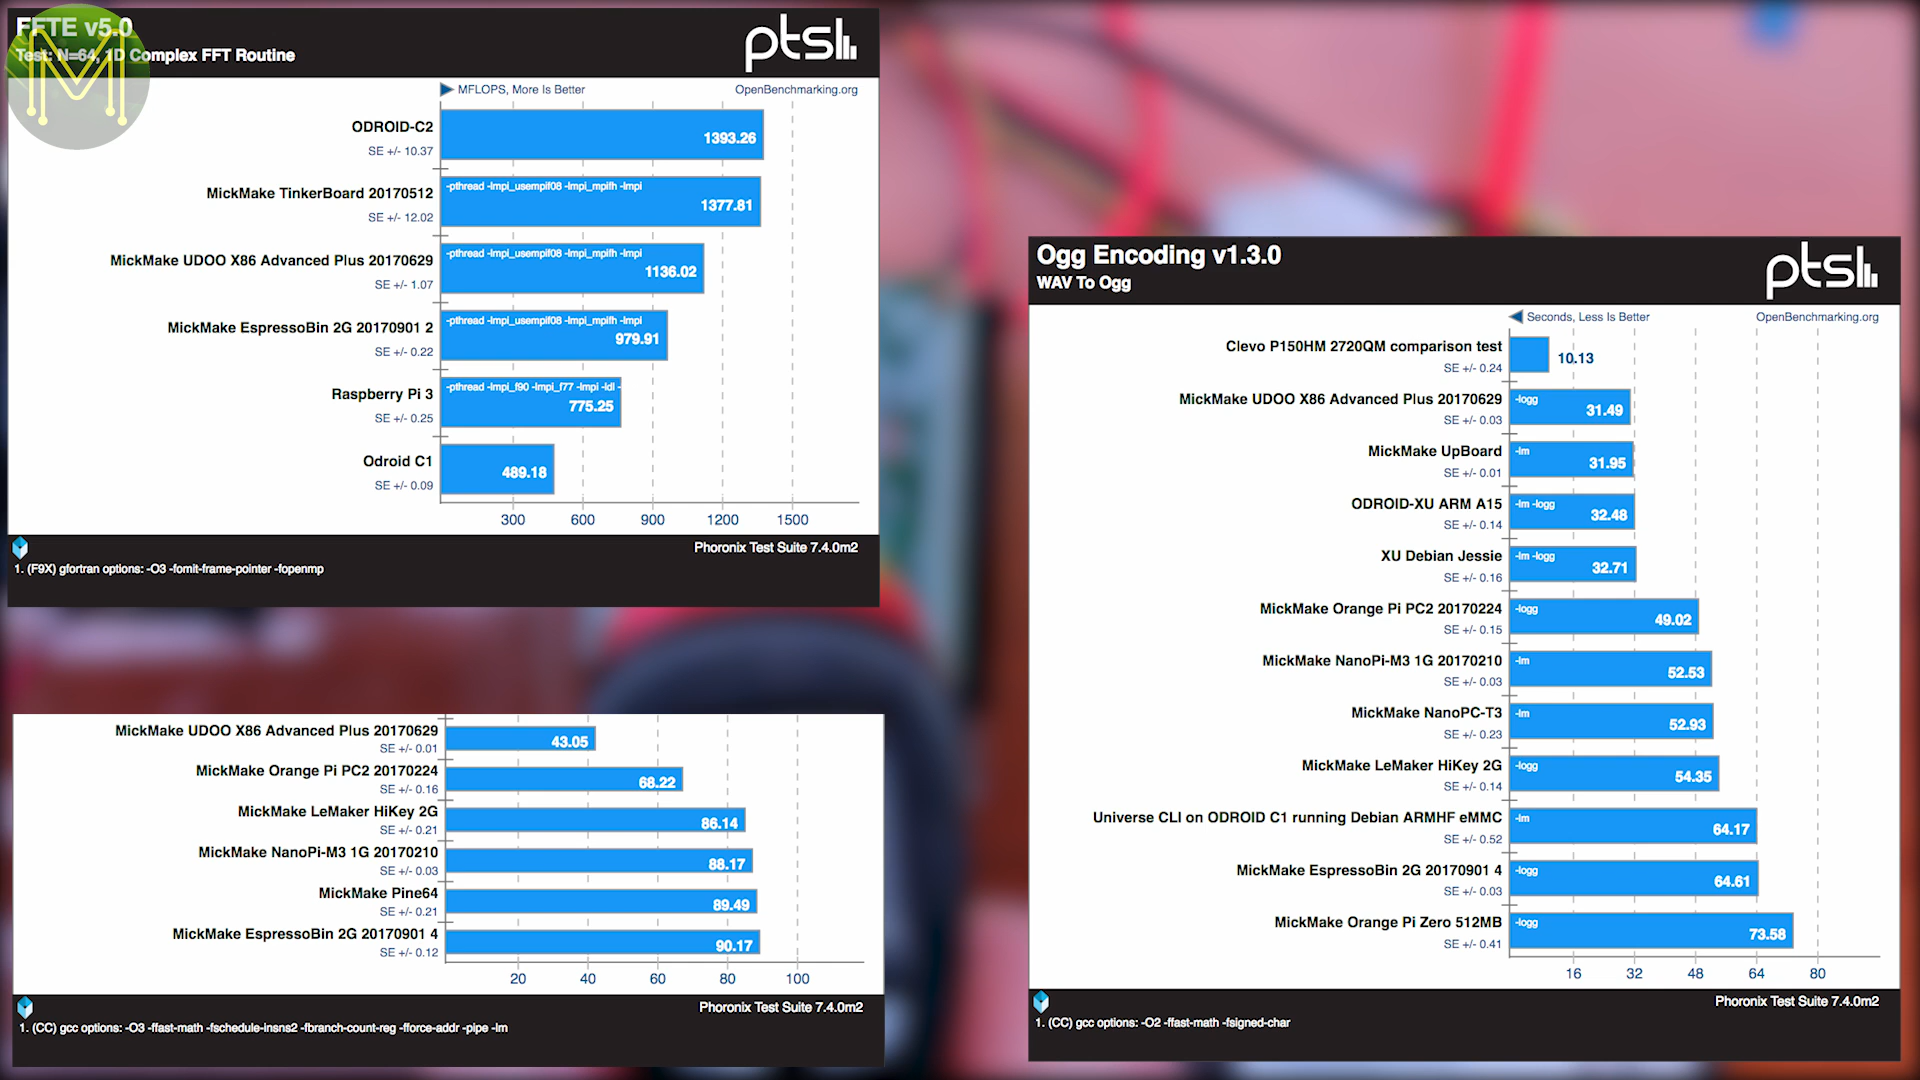 FFTE v5.0
Test: N=64, 1D Complex FFT Routine
ptsl
MFLOPS, More Is Better
OpenBenchmarking.org
ODROID-C2
SE +/- 10.37
1393.26
MickMake TinkerBoard 20170512
SE +/- 12.02
-pthread -lmpi_usempif08 -lmpi_mpifh -lmpi
1377.81
MickMake UDOO X86 Advanced Plus 20170629
SE +/- 1.07
-pthread -lmpi_usempif08 -lmpi_mpifh -lmpi
1136.02
MickMake EspressoBin 2G 20170901 2
SE +/- 0.22
-pthread -lmpi_usempif08 -lmpi_mpifh -lmpi
979.91
Raspberry Pi 3
SE +/- 0.25
-pthread -lmpi_f90 -lmpi_f77 -lmpi -ldl -
775.25
Odroid C1
SE +/- 0.09
489.18
300 600 900 1200 1500
Phoronix Test Suite 7.4.0m2
1. (F9X) gfortran options: -O3 -fomit-frame-pointer -fopenmp
MickMake UDOO X86 Advanced Plus 20170629
SE +/- 0.01
43.05
MickMake Orange Pi PC2 20170224
SE +/- 0.16
68.22
MickMake LeMaker HiKey 2G
SE +/- 0.21
86.14
MickMake NanoPi-M3 1G 20170210
SE +/- 0.03
88.17
MickMake Pine64
SE +/- 0.21
89.49
MickMake EspressoBin 2G 20170901 4
SE +/- 0.12
90.17
20 40 60 80 100
Phoronix Test Suite 7.4.0m2
1. (CC) gcc options: -O3 -ffast-math -fschedule-insns2 -fbranch-count-reg -fforce-addr -pipe -lm
Ogg Encoding v1.3.0
WAV To Ogg
ptsl
Seconds, Less Is Better
OpenBenchmarking.org
Clevo P150HM 2720QM comparison test
SE +/- 0.24
10.13
MickMake UDOO X86 Advanced Plus 20170629
SE +/- 0.03
-logg
31.49
MickMake UpBoard
SE +/- 0.01
-lm
31.95
ODROID-XU ARM A15
SE +/- 0.14
-lm -logg
32.48
XU Debian Jessie
SE +/- 0.16
-lm -logg
32.71
MickMake Orange Pi PC2 20170224
SE +/- 0.15
-logg
49.02
MickMake NanoPi-M3 1G 20170210
SE +/- 0.03
-lm
52.53
MickMake NanoPC-T3
SE +/- 0.23
-lm
52.93
MickMake LeMaker HiKey 2G
SE +/- 0.14
-logg
54.35
Universe CLI on ODROID C1 running Debian ARMHF eMMC
SE +/- 0.52
-lm
64.17
MickMake EspressoBin 2G 20170901 4
SE +/- 0.03
-logg
64.61
MickMake Orange Pi Zero 512MB
SE +/- 0.41
-logg
73.58
16 32 48 64 80
Phoronix Test Suite 7.4.0m2
1. (CC) gcc options: -O2 -ffast-math -fsigned-char